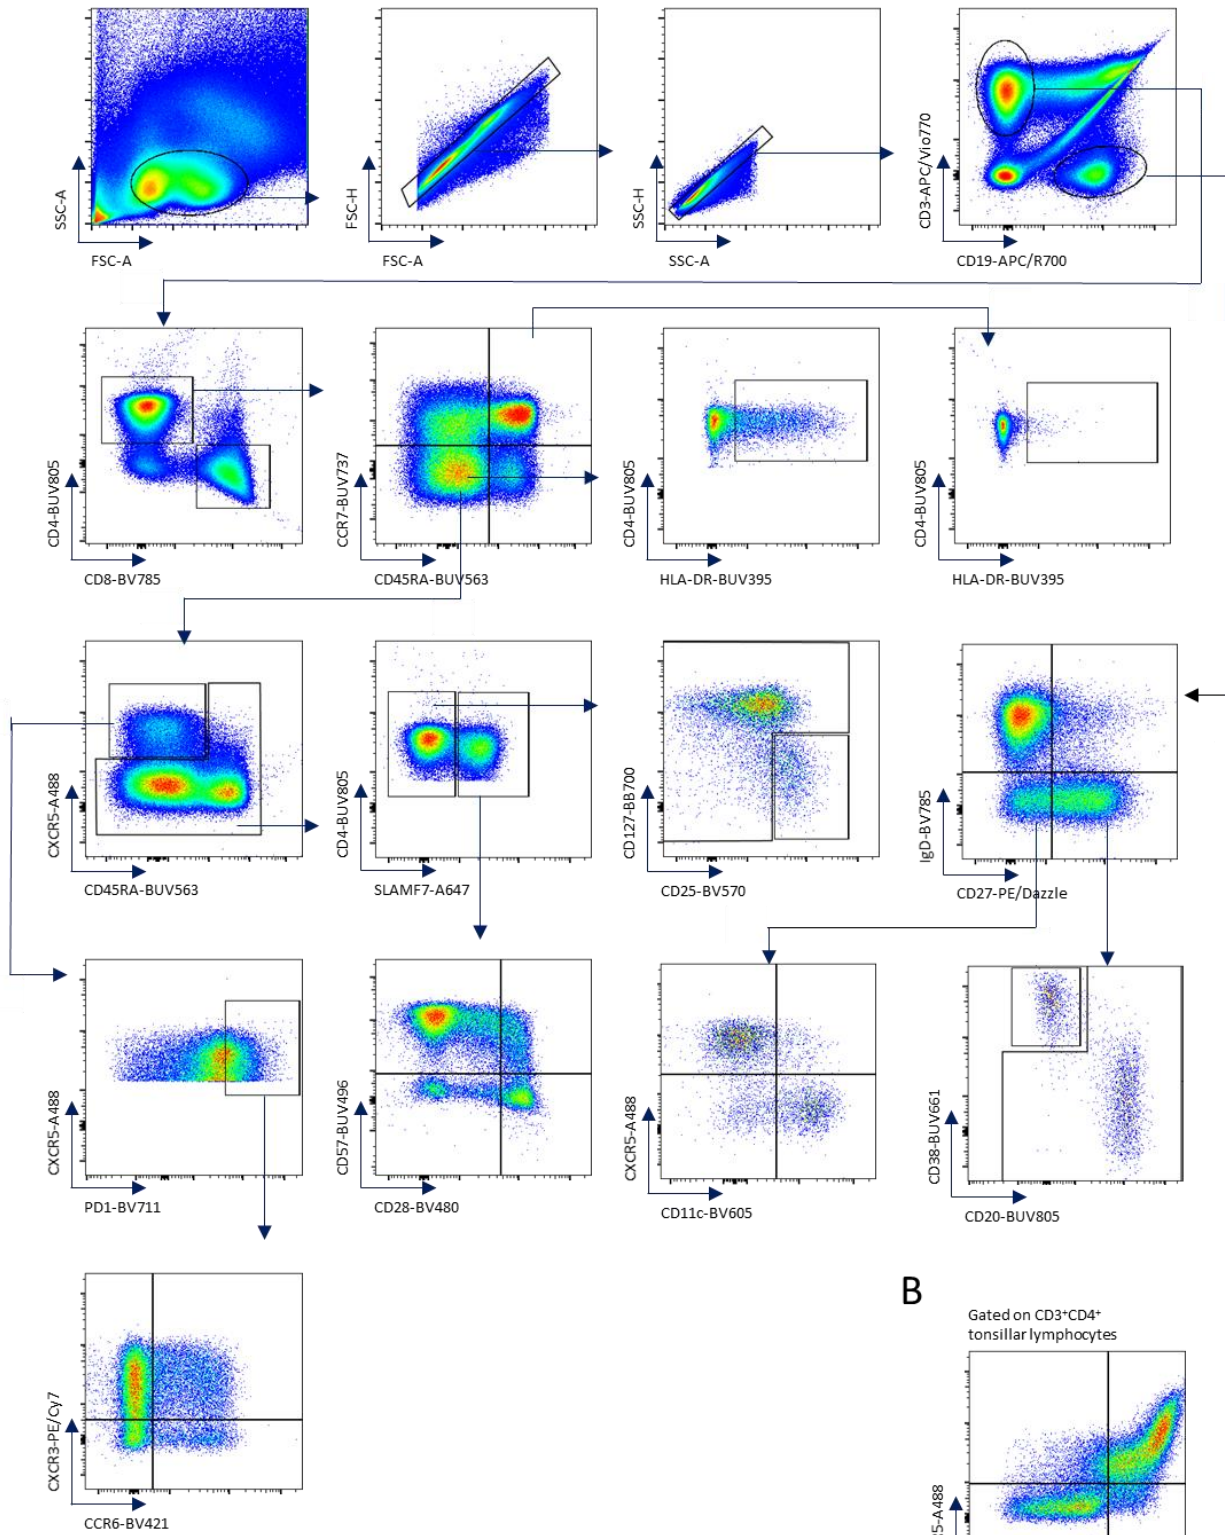 SSC-A
FSC-A
FSC-H
FSC-A
SSC-H
SSC-A
CD3-APC/Vio770
CD19-APC/R700
CD4-BUV805
CD8-BV785
CCR7-BUV737
CD45RA-BUV563
CD4-BUV805
HLA-DR-BUV395
CD4-BUV805
HLA-DR-BUV395
CXCR5-A488
CD45RA-BUV563
CD4-BUV805
SLAMF7-A647
CD127-BB700
CD25-BV570
IgD-BV785
CD27-PE/Dazzle
CXCR5-A488
PD1-BV711
CD57-BUV496
CD28-BV480
CXCR5-A488
CD11c-BV605
CD38-BUV661
CD20-BUV805
CXCR3-PE/Cy7
CCR6-BV421
B
Gated on CD3⁺CD4⁺
tonsillar lymphocytes
5-A488